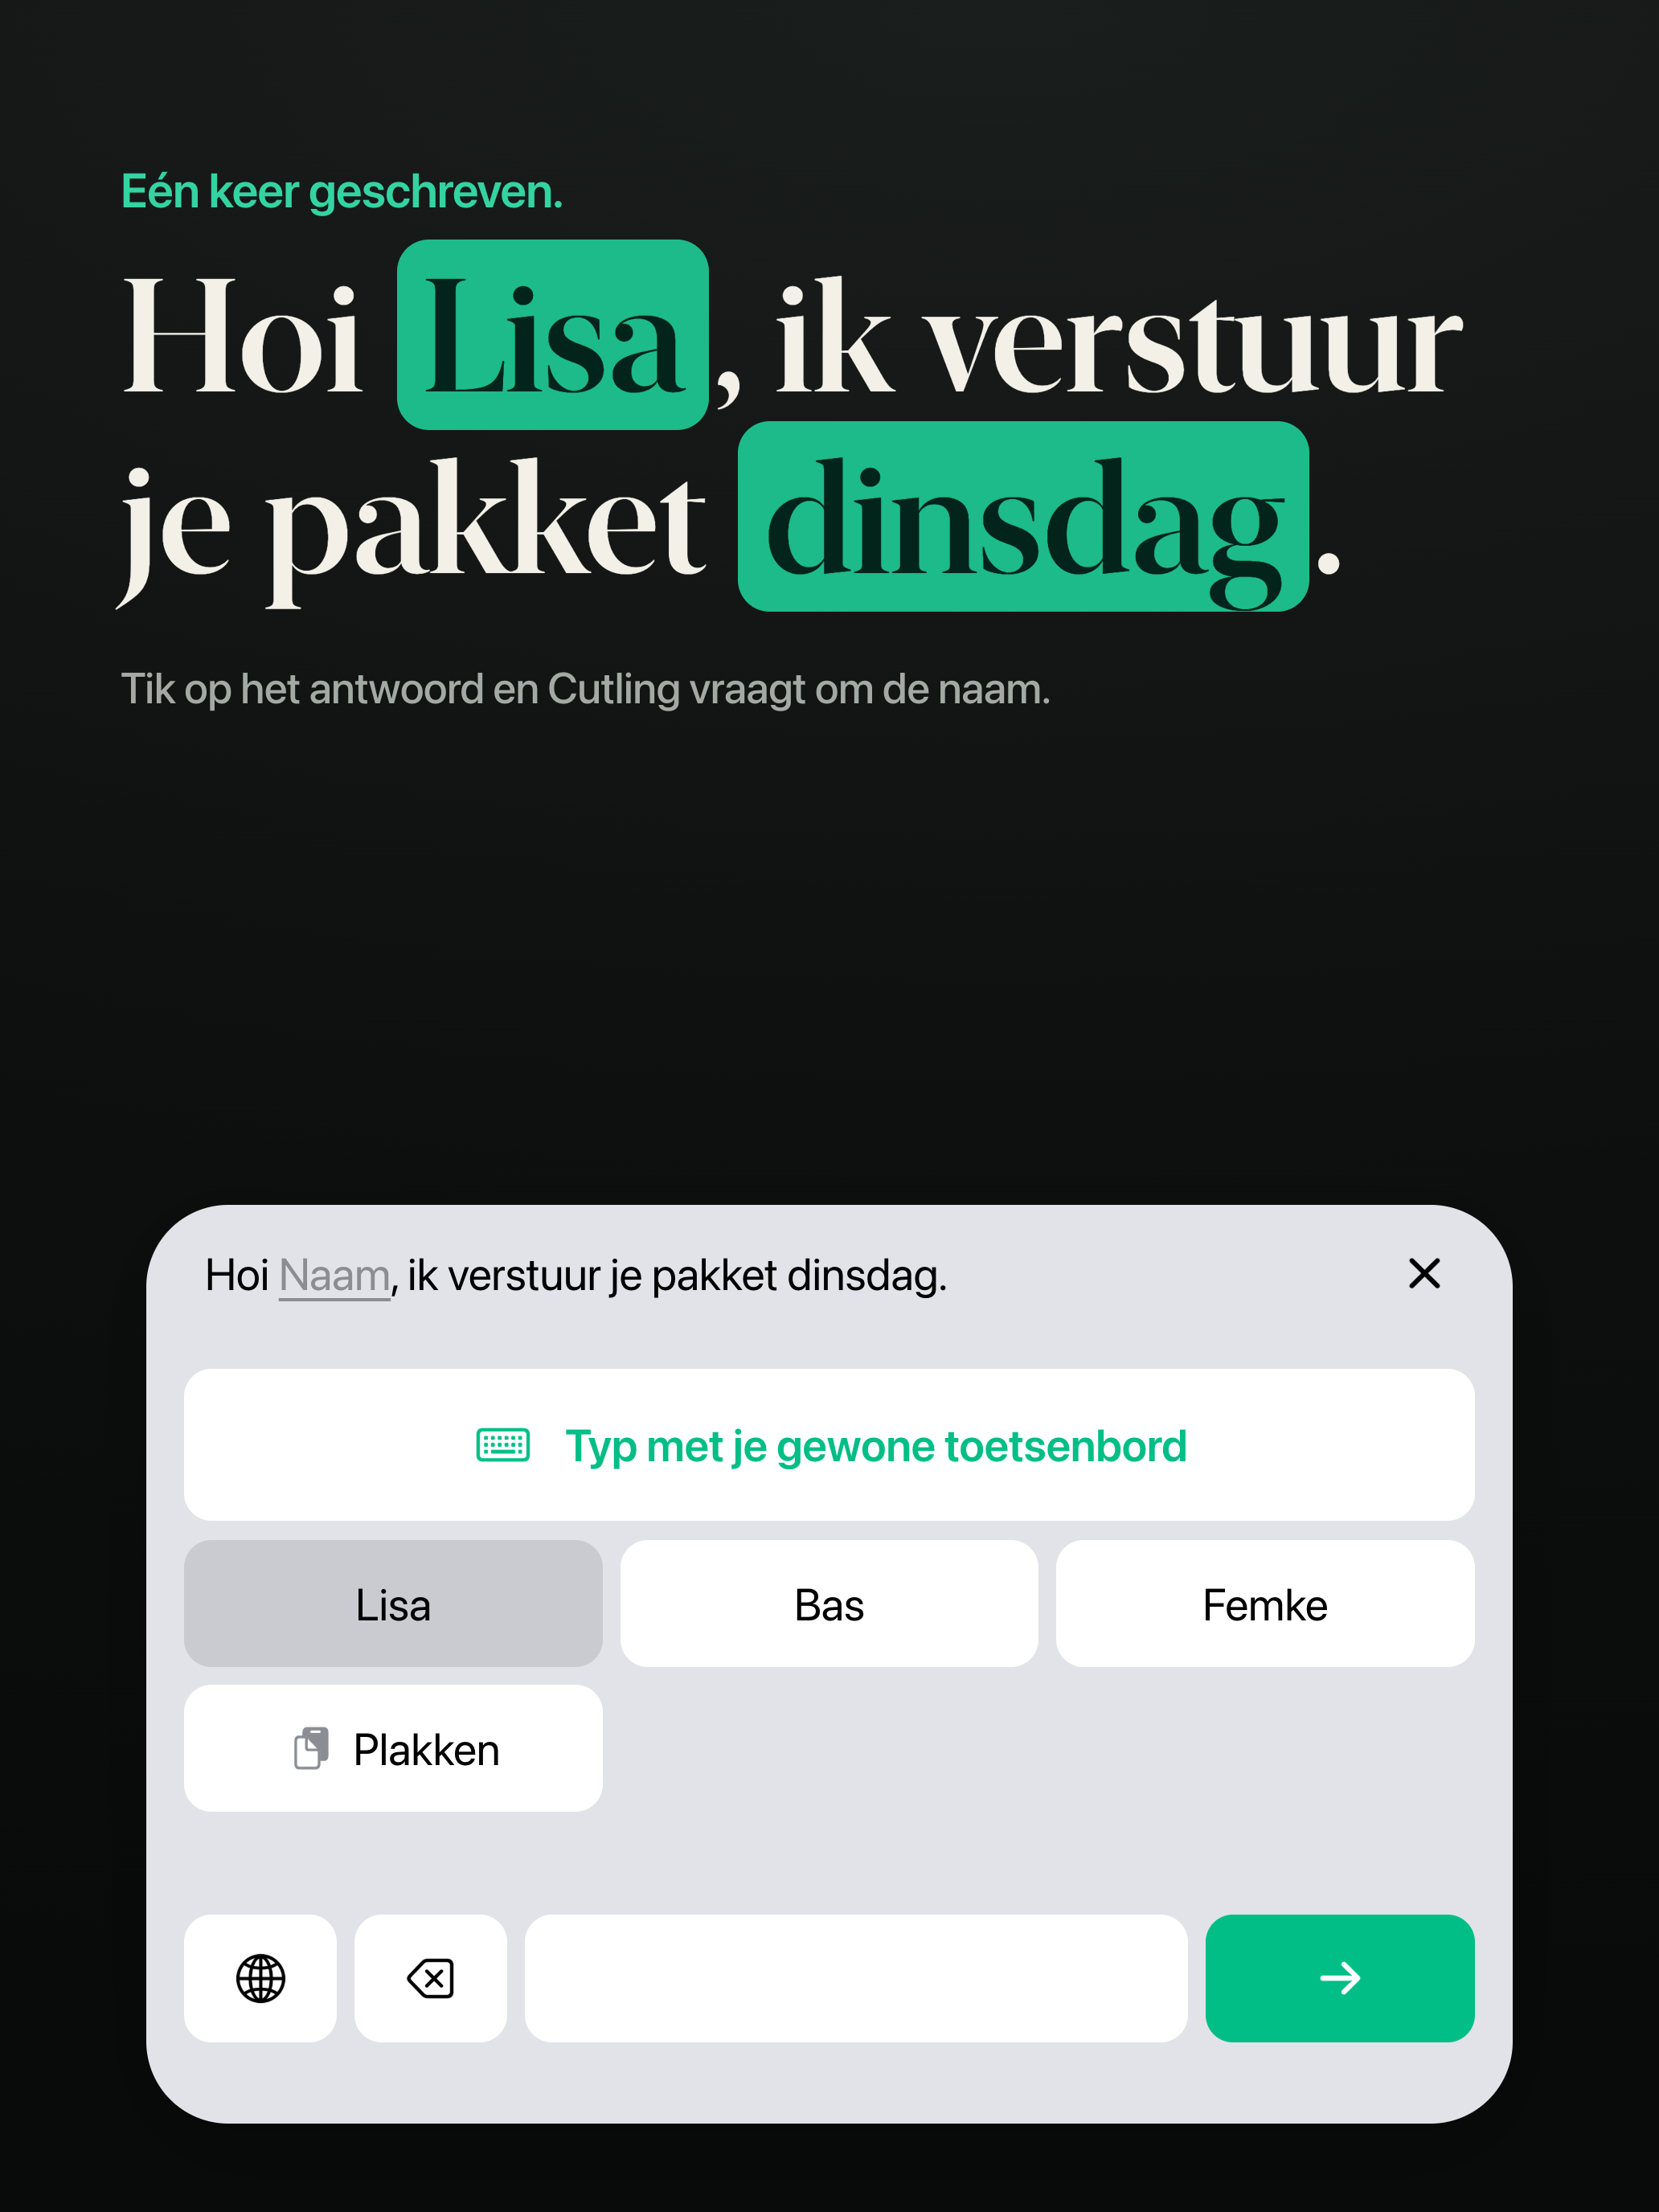 Eén keer geschreven.
Hoi Lisa, ik verstuur
je pakket dinsdag.
Tik op het antwoord en Cutling vraagt om de naam.
Hoi Naam, ik verstuur je pakket dinsdag.
Typ met je gewone toetsenbord
Lisa
Bas
Femke
Plakken